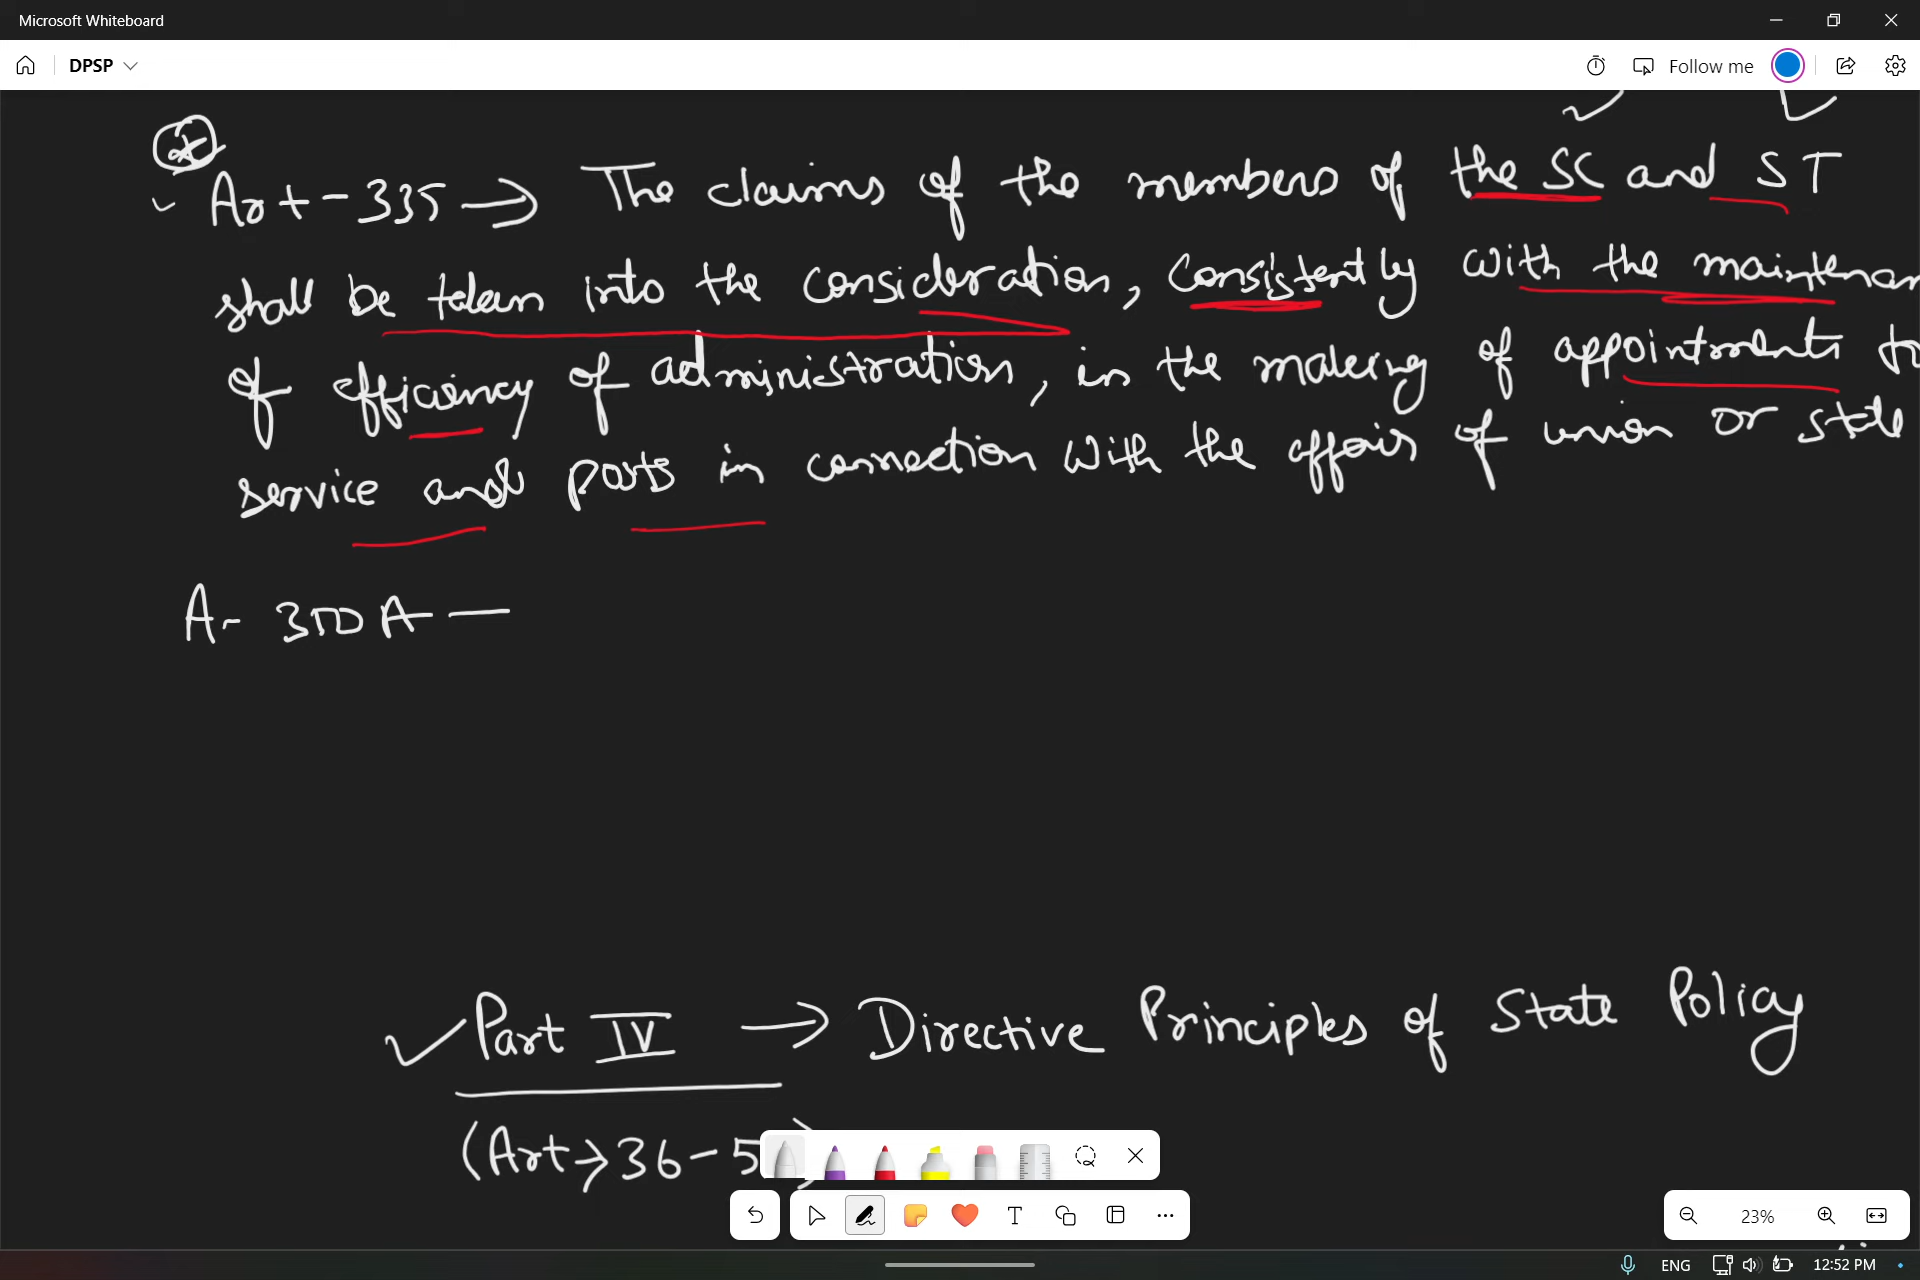 Microsoft Whiteboard
DPSP
Follow me
Art-335 → The claims of the members of the SC and ST
shall be taken into the consideration, consistently with the maintenan
of efficiency of administration, in the making of appointments to
service and posts in connection with the affair of union or state
A- 350 A —
Part IV → Directive Principles of State Policy
(Art → 36-5
23%
ENG
12:52 PM